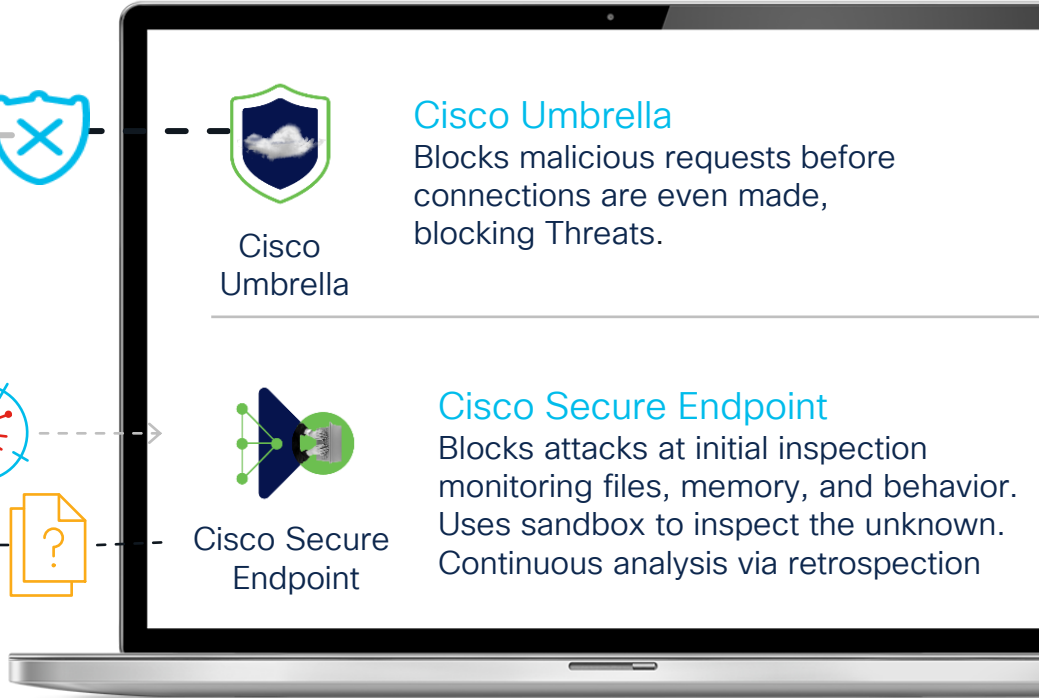 Cisco Umbrella
Blocks malicious requests before
connections are even made,
blocking Threats.
Cisco
Umbrella
Cisco Secure Endpoint
Blocks attacks at initial inspection
monitoring files, memory, and behavior.
Uses sandbox to inspect the unknown.
Continuous analysis via retrospection
Cisco Secure
Endpoint
?